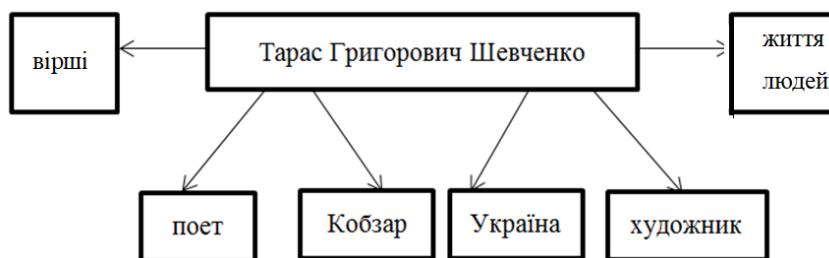 вірші
Тарас Григорович Шевченко
життя
людей
поет
Кобзар
Україна
художник